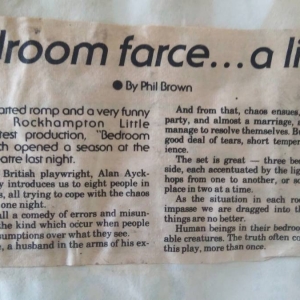 droom farce...a li
● By Phil Brown
arted romp and a very funny
Rockhampton Little
test production, "Bedroom
ch opened a season at the
atre last night.
British playwright, Alan Ayck-
y introduces us to eight people in
s, all trying to cope with the chaos
one night.
all a comedy of errors and misun-
the kind which occur when people
sumptions over what they see.
e, a husband in the arms of his ex-
And from that, chaos ensues,
party, and almost a marriage, a
manage to resolve themselves. B
good deal of tears, short temper
ience.
The set is great — three bed
side, each accentuated by the lig
hops from one to another, or s
place in two at a time.
As the situation in each roo
impasse we are dragged into th
things are no better.
Human beings in their bedroo
able creatures. The truth often co
this play, more than once.